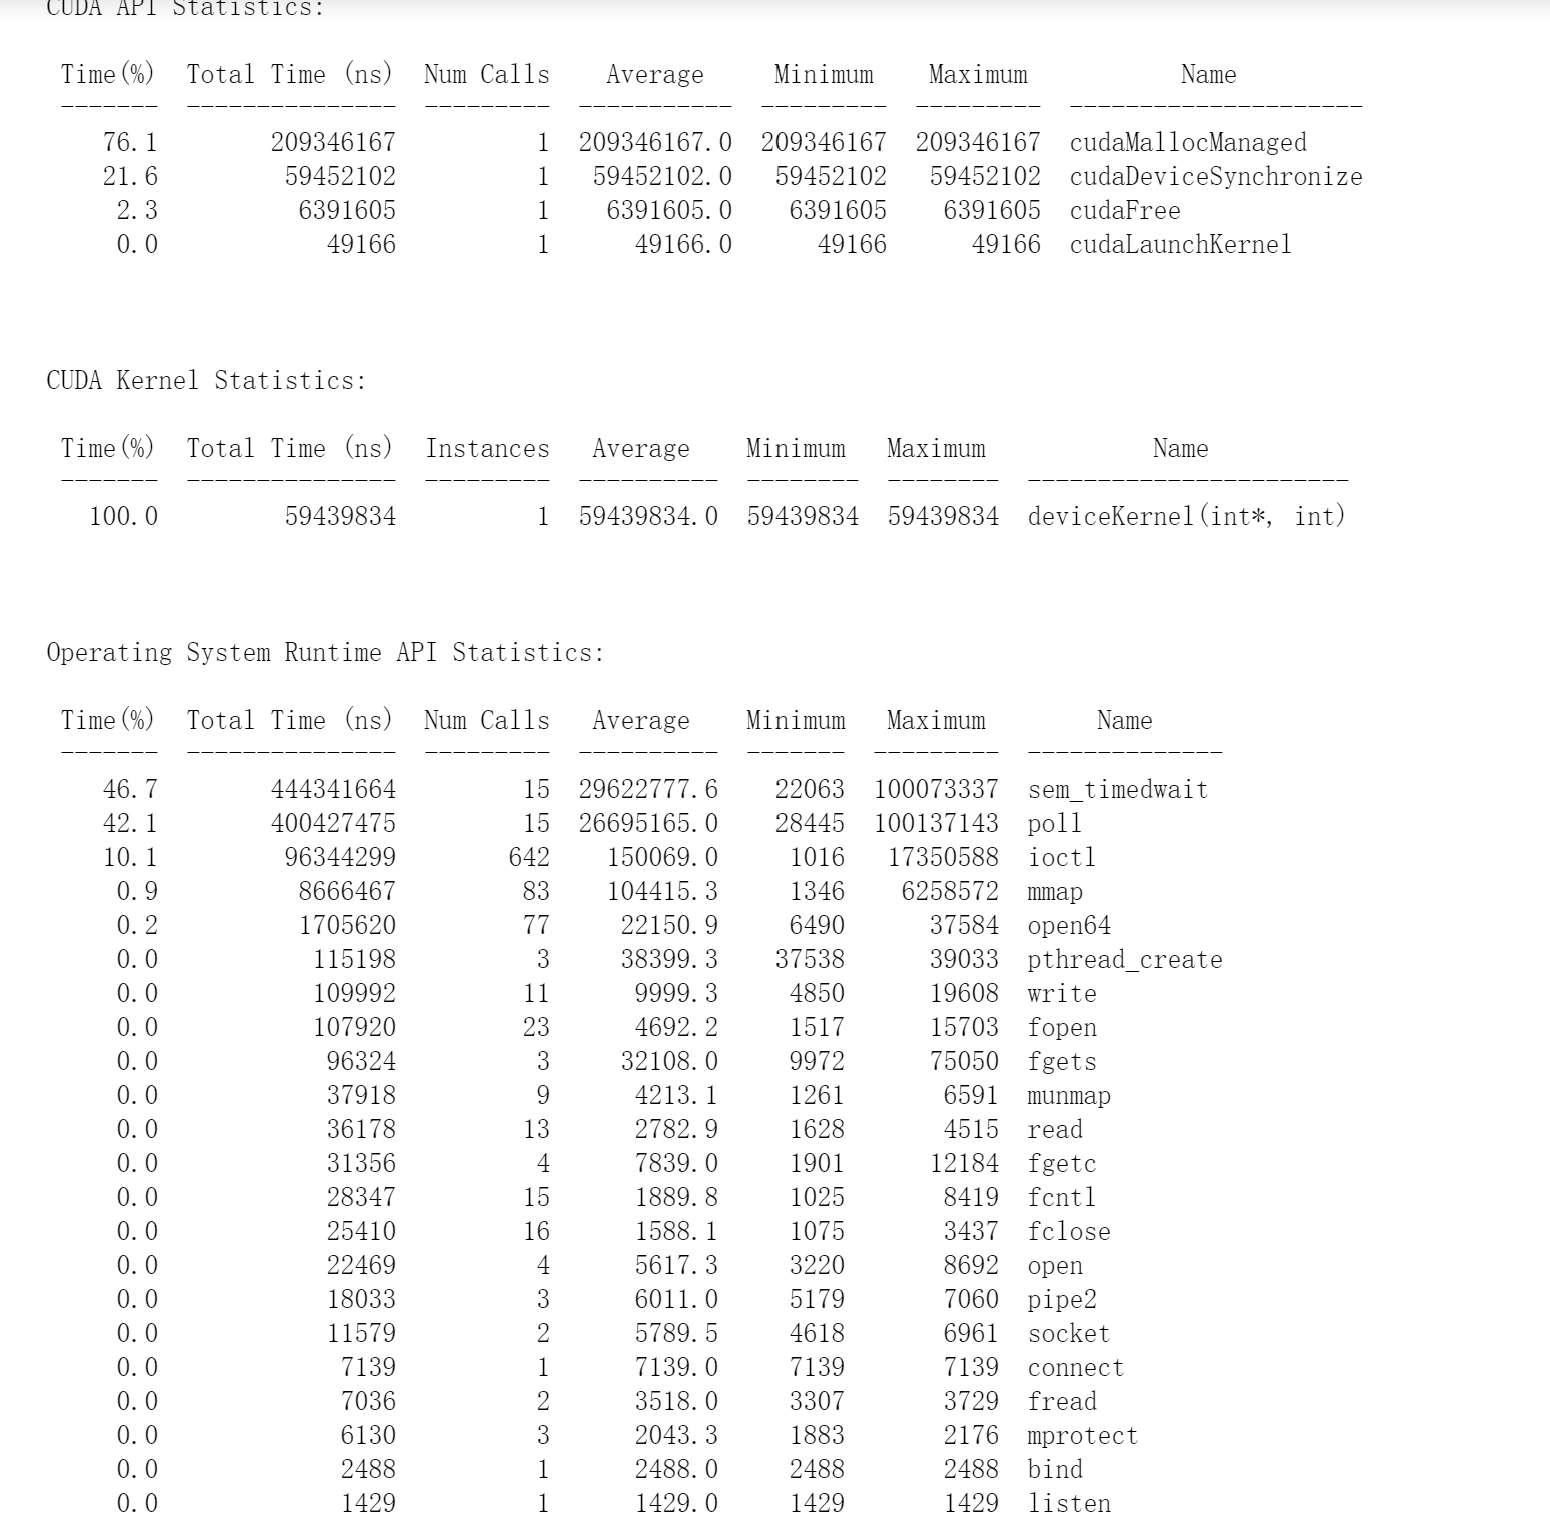 CUDA API Statistics:
Time(%)  Total Time (ns)  Num Calls    Average     Minimum    Maximum           Name
-------  ---------------  ---------  -----------  ---------  ---------  ---------------------
   76.1        209346167          1  209346167.0  209346167  209346167  cudaMallocManaged
   21.6         59452102          1   59452102.0   59452102   59452102  cudaDeviceSynchronize
    2.3          6391605          1    6391605.0    6391605    6391605  cudaFree
    0.0            49166          1      49166.0      49166      49166  cudaLaunchKernel
CUDA Kernel Statistics:
Time(%)  Total Time (ns)  Instances   Average    Minimum   Maximum            Name
-------  ---------------  ---------  ----------  --------  --------  -----------------------
  100.0         59439834          1  59439834.0  59439834  59439834  deviceKernel(int*, int)
Operating System Runtime API Statistics:
Time(%)  Total Time (ns)  Num Calls   Average    Minimum   Maximum        Name
-------  ---------------  ---------  ----------  -------  ---------  --------------
   46.7        444341664         15  29622777.6    22063  100073337  sem_timedwait
   42.1        400427475         15  26695165.0    28445  100137143  poll
   10.1         96344299        642    150069.0     1016   17350588  ioctl
    0.9          8666467         83    104415.3     1346    6258572  mmap
    0.2          1705620         77     22150.9     6490      37584  open64
    0.0           115198          3     38399.3    37538      39033  pthread_create
    0.0           109992         11      9999.3     4850      19608  write
    0.0           107920         23      4692.2     1517      15703  fopen
    0.0            96324          3     32108.0     9972      75050  fgets
    0.0            37918          9      4213.1     1261       6591  munmap
    0.0            36178         13      2782.9     1628       4515  read
    0.0            31356          4      7839.0     1901      12184  fgetc
    0.0            28347         15      1889.8     1025       8419  fcntl
    0.0            25410         16      1588.1     1075       3437  fclose
    0.0            22469          4      5617.3     3220       8692  open
    0.0            18033          3      6011.0     5179       7060  pipe2
    0.0            11579          2      5789.5     4618       6961  socket
    0.0             7139          1      7139.0     7139       7139  connect
    0.0             7036          2      3518.0     3307       3729  fread
    0.0             6130          3      2043.3     1883       2176  mprotect
    0.0             2488          1      2488.0     2488       2488  bind
    0.0             1429          1      1429.0     1429       1429  listen